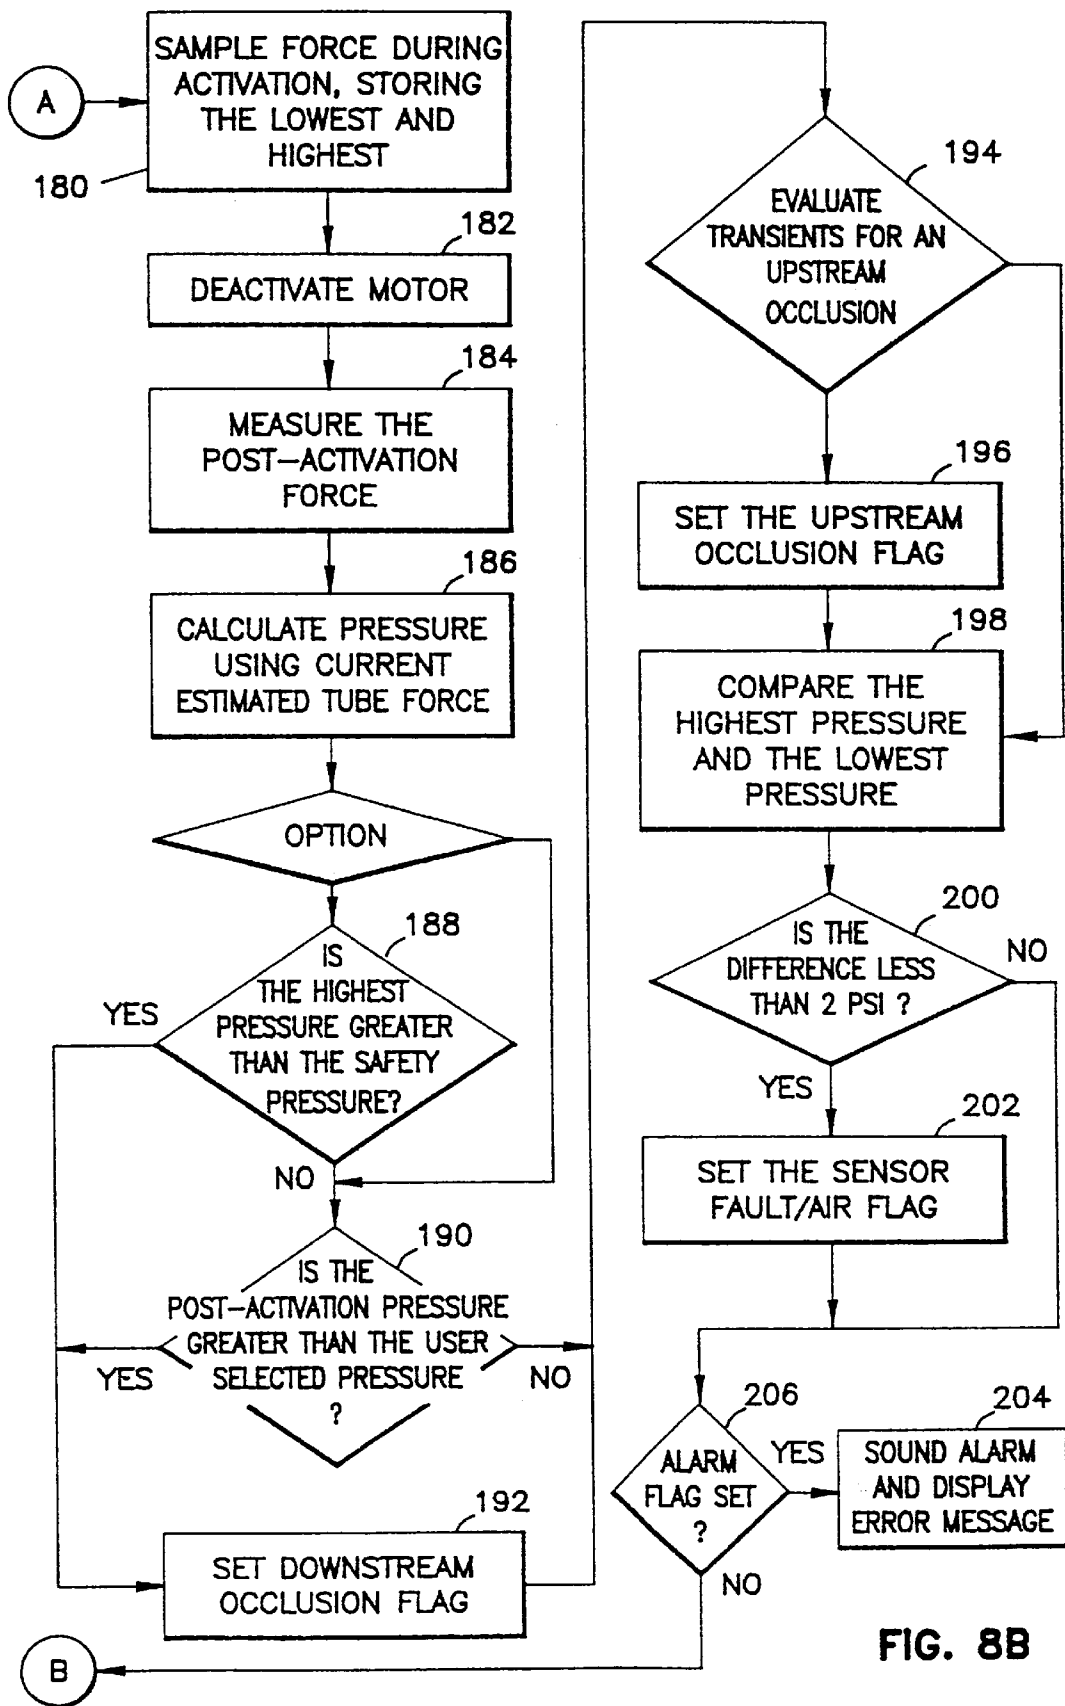 A
SAMPLE FORCE DURING
ACTIVATION, STORING
THE LOWEST AND
HIGHEST
180
182
DEACTIVATE MOTOR
184
MEASURE THE
POST-ACTIVATION
FORCE
186
CALCULATE PRESSURE
USING CURRENT
ESTIMATED TUBE FORCE
OPTION
188
IS
THE HIGHEST
PRESSURE GREATER
THAN THE SAFETY
PRESSURE?
YES
NO
190
IS THE
POST-ACTIVATION PRESSURE
GREATER THAN THE USER
SELECTED PRESSURE
?
YES
NO
192
SET DOWNSTREAM
OCCLUSION FLAG
B
194
EVALUATE
TRANSIENTS FOR AN
UPSTREAM
OCCLUSION
196
SET THE UPSTREAM
OCCLUSION FLAG
198
COMPARE THE
HIGHEST PRESSURE
AND THE LOWEST
PRESSURE
200
IS THE
DIFFERENCE LESS
THAN 2 PSI ?
NO
YES
202
SET THE SENSOR
FAULT/AIR FLAG
206
ALARM
FLAG SET
?
YES
NO
204
SOUND ALARM
AND DISPLAY
ERROR MESSAGE
FIG. 8B